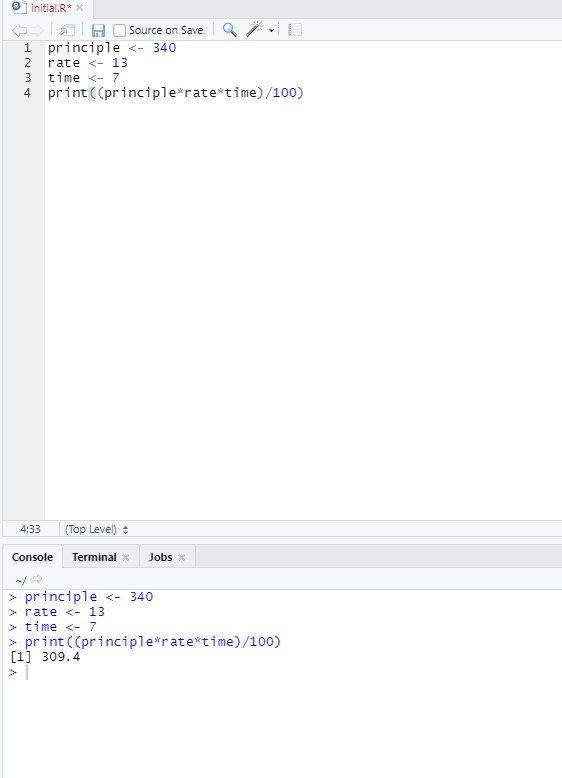 initial.R*
Source on Save
1 principle <- 340
2 rate <- 13
3 time <- 7
4 print((principle*rate*time)/100)
4:33 (Top Level)
Console Terminal Jobs
~/
> principle <- 340
> rate <- 13
> time <- 7
> print((principle*rate*time)/100)
[1] 309.4
>